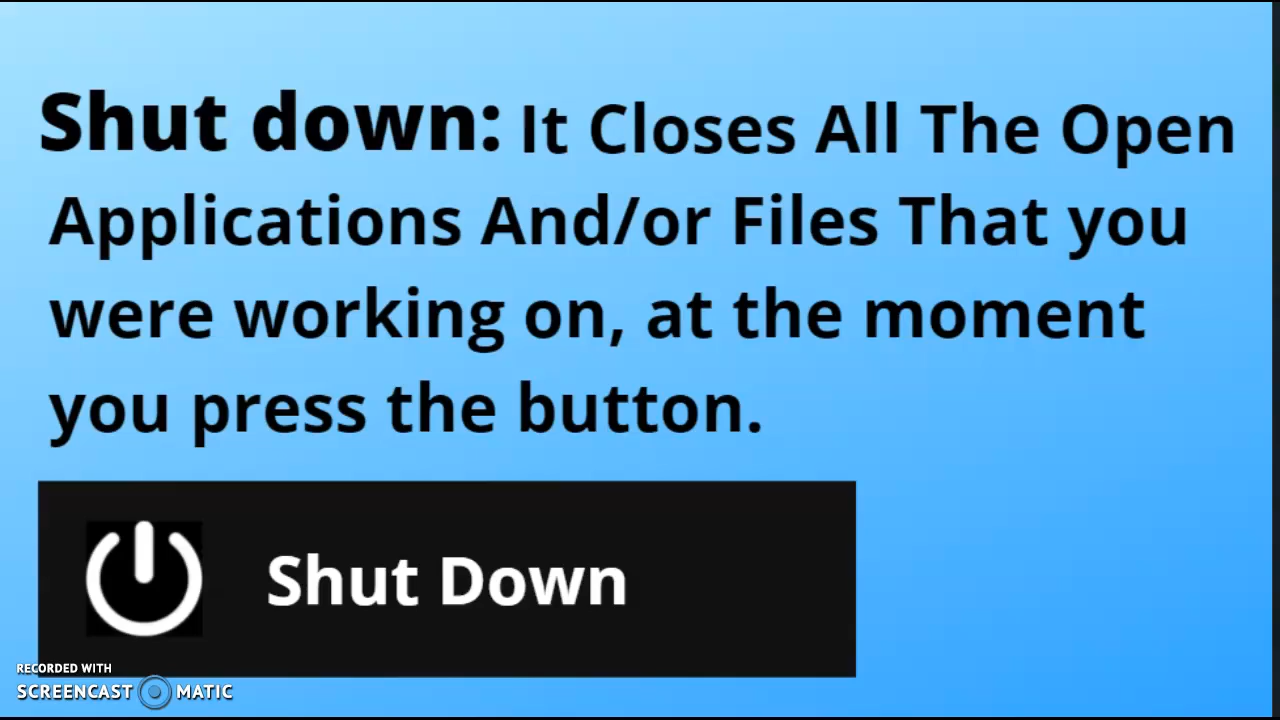 Shut down: It Closes All The Open
Applications And/or Files That you
were working on, at the moment
you press the button.
Shut Down
RECORDED WITH
SCREENCAST MATIC